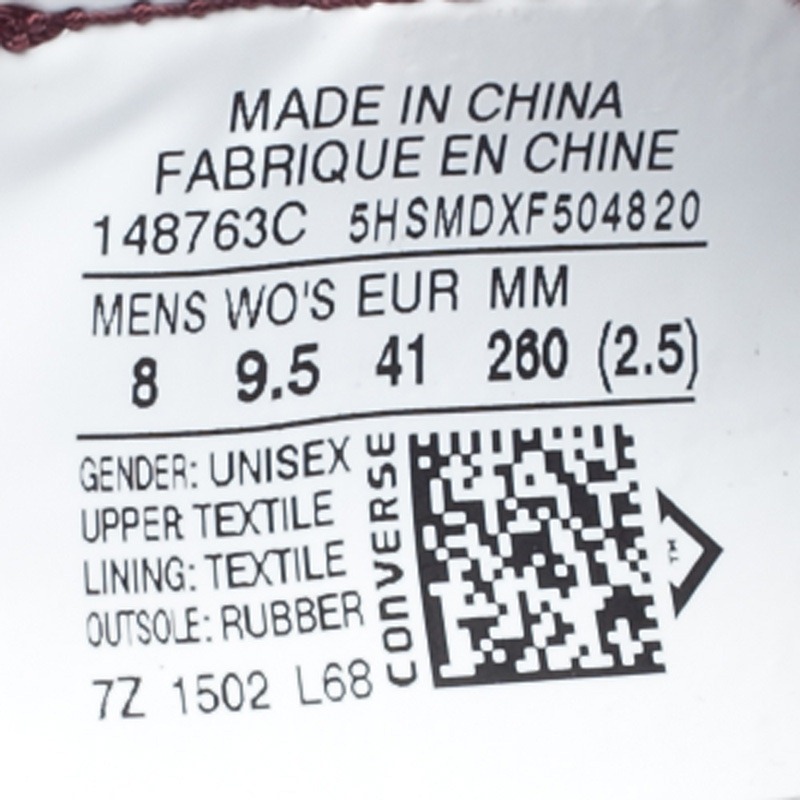 MADE IN CHINA
FABRIQUE EN CHINE
148763C 5HSMDXF504820
MENS WO'S EUR MM
8 9.5 41 260 (2.5)
GENDER: UNISEX
UPPER TEXTILE
LINING: TEXTILE
OUTSOLE: RUBBER
7Z 1502 L68
CONVERSE
TM